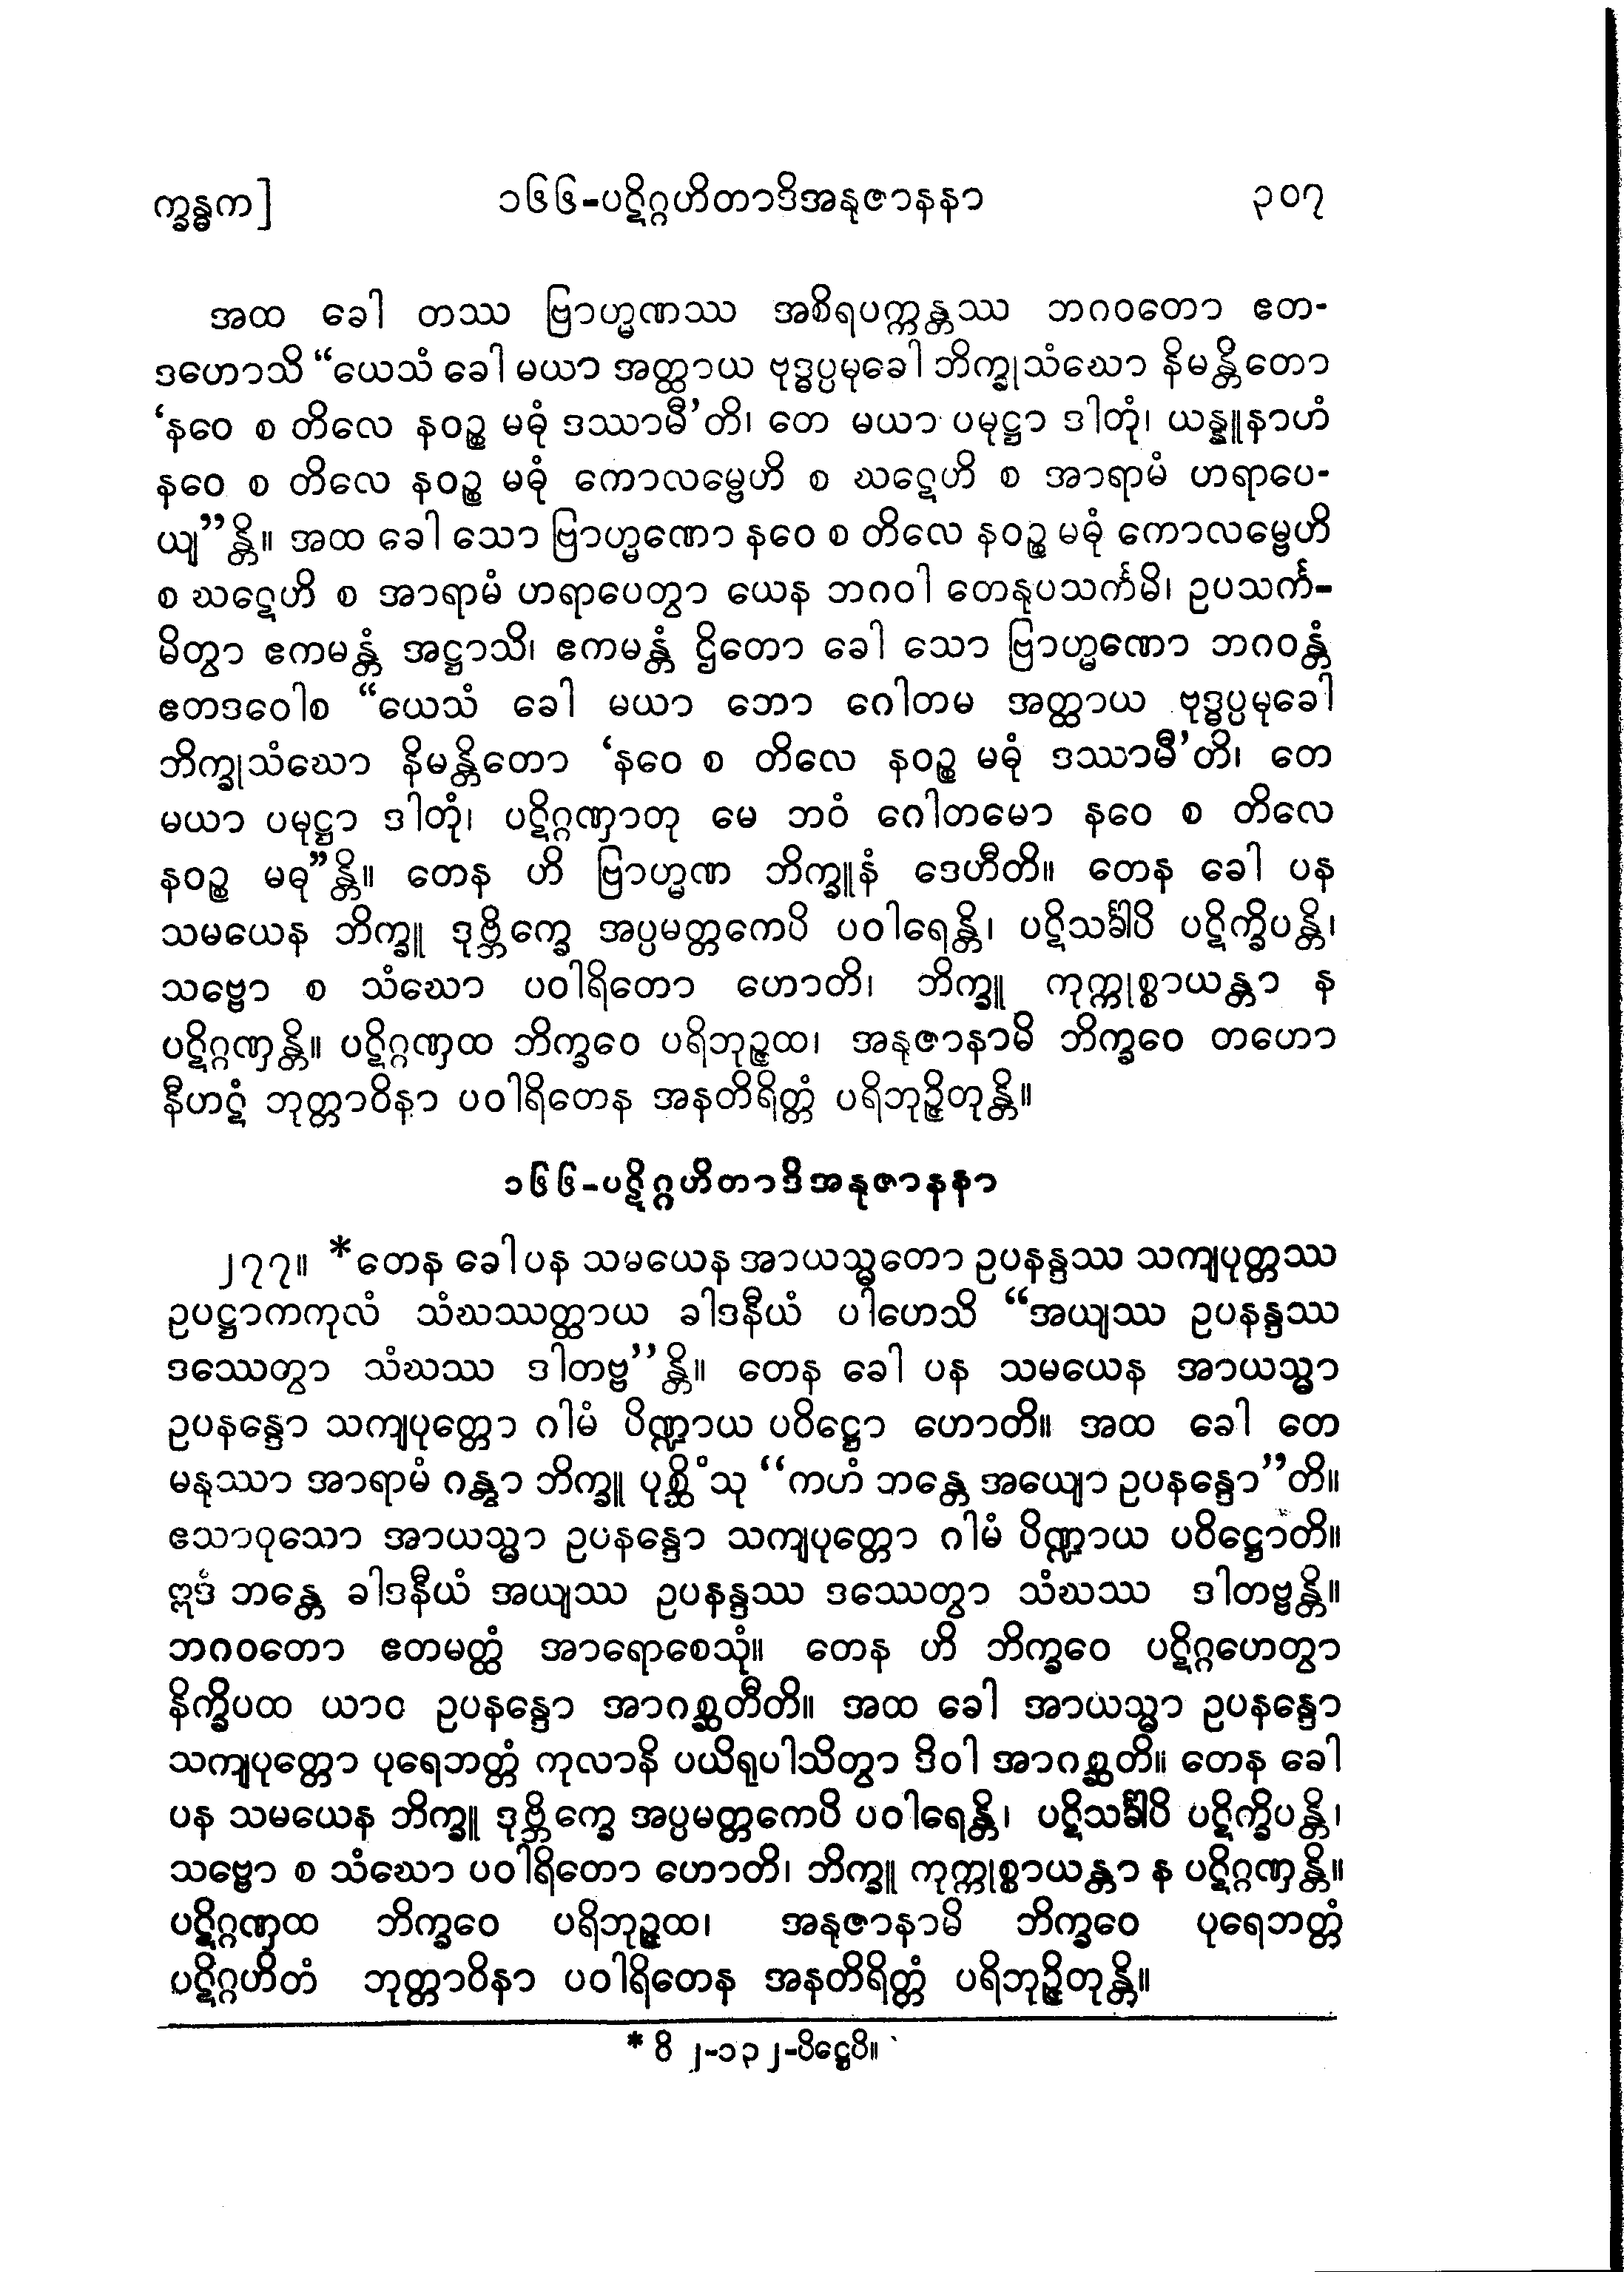 က္ခန္ဓက]
၁၆၆-ပဋိဂ္ဂဟိတာဒိအနုဇာနနာ
၃၀၇
အထ ခေါ တဿ ဗြာဟ္မဏဿ အစိရပက္ကန္တဿ ဘဂဝတော ဧတ-
ဒဟောသိ “ယေသံ ခေါ မယာ အတ္ထာယ ဗုဒ္ဓပ္ပမုခေါ ဘိက္ခုသံဃော နိမန္တိတော
‘နဝေ စ တိလေ နဝဉ္စ မဓုံ ဒဿာမီ’တိ၊ တေ မယာ ပမုဋ္ဌာ ဒါတုံ၊ ယန္နူနာဟံ
နဝေ စ တိလေ နဝဉ္စ မဓုံ ကောလမ္ဗေဟိ စ ဃဋေဟိ စ အာရာမံ ဟရာပေ-
ယျ”န္တိ။ အထ ခေါ သော ဗြာဟ္မဏော နဝေ စ တိလေ နဝဉ္စ မဓုံ ကောလမ္ဗေဟိ
စ ဃဋေဟိ စ အာရာမံ ဟရာပေတွာ ယေန ဘဂဝါ တေနုပသင်္ကမိ၊ ဥပသင်္က-
မိတွာ ဧကမန္တံ အဋ္ဌာသိ၊ ဧကမန္တံ ဌိတော ခေါ သော ဗြာဟ္မဏော ဘဂဝန္တံ
ဧတဒဝေါစ “ယေသံ ခေါ မယာ ဘော ဂေါတမ အတ္ထာယ ဗုဒ္ဓပ္ပမုခေါ
ဘိက္ခုသံဃော နိမန္တိတော ‘နဝေ စ တိလေ နဝဉ္စ မဓုံ ဒဿာမီ’တိ၊ တေ
မယာ ပမုဋ္ဌာ ဒါတုံ၊ ပဋိဂ္ဂဏှာတု မေ ဘဝံ ဂေါတမော နဝေ စ တိလေ
နဝဉ္စ မဓု”န္တိ။ တေန ဟိ ဗြာဟ္မဏ ဘိက္ခူနံ ဒေဟီတိ။ တေန ခေါ ပန
သမယေန ဘိက္ခူ ဒုဗ္ဘိက္ခေ အပ္ပမတ္တကေပိ ပဝါရေန္တိ၊ ပဋိသင်္ခါပိ ပဋိက္ခိပန္တိ၊
သဗ္ဗော စ သံဃော ပဝါရိတော ဟောတိ၊ ဘိက္ခူ ကုက္ကုစ္စာယန္တာ န
ပဋိဂ္ဂဏှန္တိ။ ပဋိဂ္ဂဏှထ ဘိက္ခဝေ ပရိဘုဉ္ဇထ၊ အနုဇာနာမိ ဘိက္ခဝေ တဟော
နီဟဋံ ဘုတ္တာဝိနာ ပဝါရိတေန အနတိရိတ္တံ ပရိဘုဉ္ဇိတုန္တိ။
၁၆၆-ပဋိဂ္ဂဟိတာဒိအနုဇာနနာ
၂၇၇။ *တေန ခေါ ပန သမယေန အာယသ္မတော ဥပနန္ဒဿ သကျပုတ္တဿ
ဥပဋ္ဌာကကုလံ သံဃဿတ္ထာယ ခါဒနီယံ ပါဟေသိ “အယျဿ ဥပနန္ဒဿ
ဒဿေတွာ သံဃဿ ဒါတဗ္ဗ’’န္တိ။ တေန ခေါ ပန သမယေန အာယသ္မာ
ဥပနန္ဒော သကျပုတ္တော ဂါမံ ပိဏ္ဍာယ ပဝိဋ္ဌော ဟောတိ။ အထ ခေါ တေ
မနုဿာ အာရာမံ ဂန္တွာ ဘိက္ခူ ပုစ္ဆိံသု “ကဟံ ဘန္တေ အယျော ဥပနန္ဒော”တိ။
ဧသာဝုသော အာယသ္မာ ဥပနန္ဒော သကျပုတ္တော ဂါမံ ပိဏ္ဍာယ ပဝိဋ္ဌောတိ။
ဣဒံ ဘန္တေ ခါဒနီယံ အယျဿ ဥပနန္ဒဿ ဒဿေတွာ သံဃဿ ဒါတဗ္ဗန္တိ။
ဘဂဝတော ဧတမတ္ထံ အာရောစေသုံ။ တေန ဟိ ဘိက္ခဝေ ပဋိဂ္ဂဟေတွာ
နိက္ခိပထ ယာဝ ဥပနန္ဒော အာဂစ္ဆတီတိ။ အထ ခေါ အာယသ္မာ ဥပနန္ဒော
သကျပုတ္တော ပုရေဘတ္တံ ကုလာနိ ပယိရုပါသိတွာ ဒိဝါ အာဂစ္ဆတိ။ တေန ခေါ
ပန သမယေန ဘိက္ခူ ဒုဗ္ဘိက္ခေ အပ္ပမတ္တကေပိ ပဝါရေန္တိ၊ ပဋိသင်္ခါပိ ပဋိက္ခိပန္တိ၊
သဗ္ဗော စ သံဃော ပဝါရိတော ဟောတိ၊ ဘိက္ခူ ကုက္ကုစ္စာယန္တာ န ပဋိဂ္ဂဏှန္တိ။
ပဋိဂ္ဂဏှထ ဘိက္ခဝေ ပရိဘုဉ္ဇထ၊ အနုဇာနာမိ ဘိက္ခဝေ ပုရေဘတ္တံ
ပဋိဂ္ဂဟိတံ ဘုတ္တာဝိနာ ပဝါရိတေန အနတိရိတ္တံ ပရိဘုဉ္ဇိတုန္တိ။
* ဝိ ၂-၁၃၂-ပိဋ္ဌေပိ။